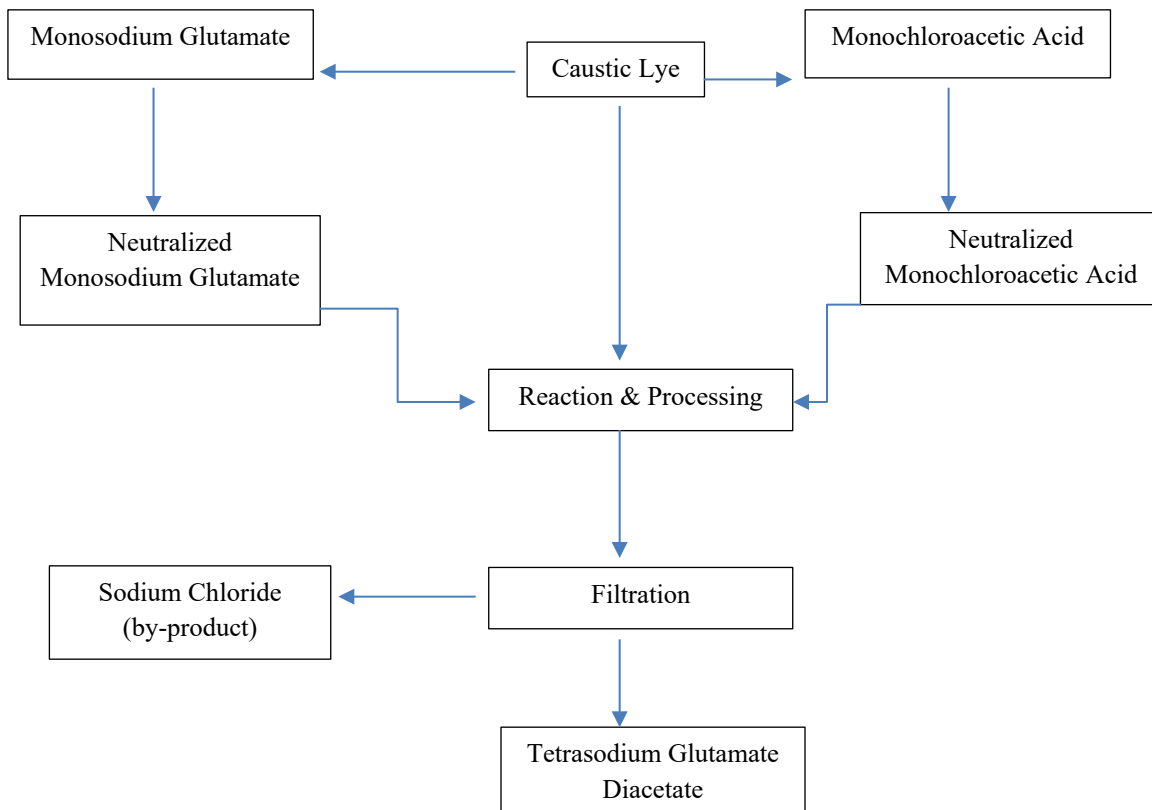 Monosodium Glutamate
Caustic Lye
Monochloroacetic Acid
Neutralized
Monosodium Glutamate
Neutralized
Monochloroacetic Acid
Reaction & Processing
Sodium Chloride
(by-product)
Filtration
Tetrasodium Glutamate
Diacetate